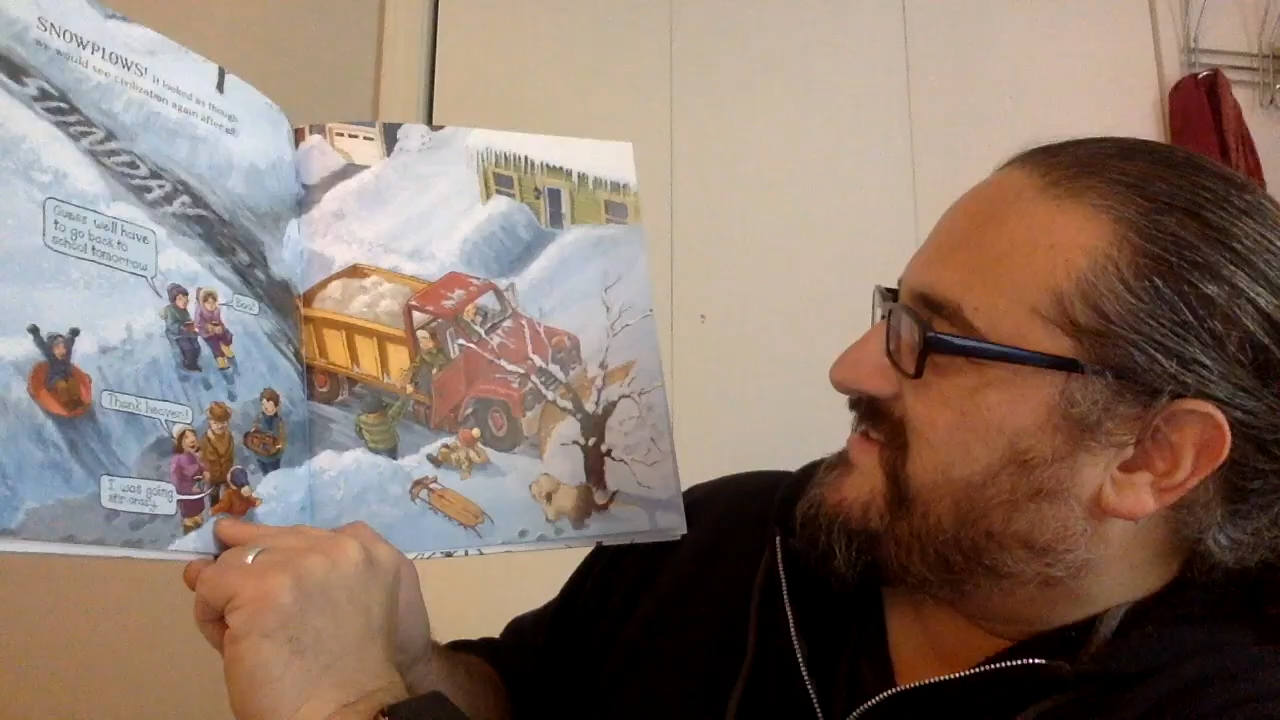 SNOWPLOWS! It looked as though
we would see civilization again after all!
SUNDAY
Guess we'll have
to go back to
school tomorrow
Boo!
Thank heaven!
I was going
stir crazy